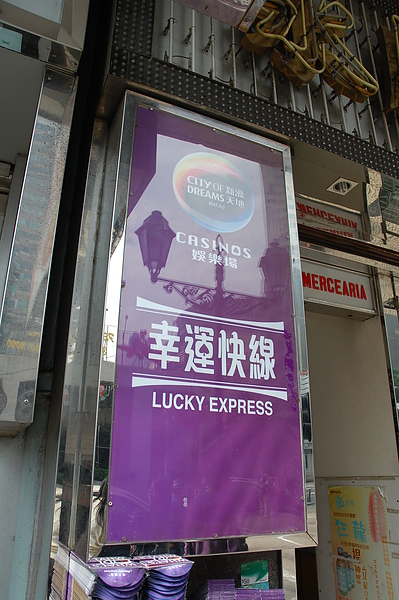 CITY OF 新濠
DREAMS 天地
MACAU
CASINOS
娛樂場
幸運快線
LUCKY EXPRESS
MERCEARIA
MERCEARIA